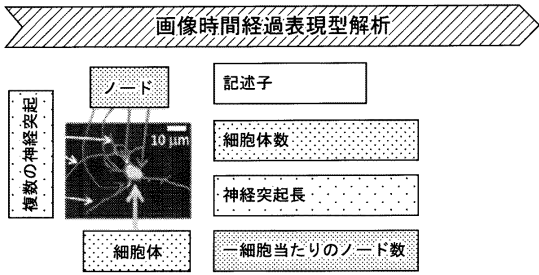 画像時間経過表現型解析
ノード
記述子
複数の神経突起
10 μm
細胞体数
神経突起長
細胞体
一細胞当たりのノード数